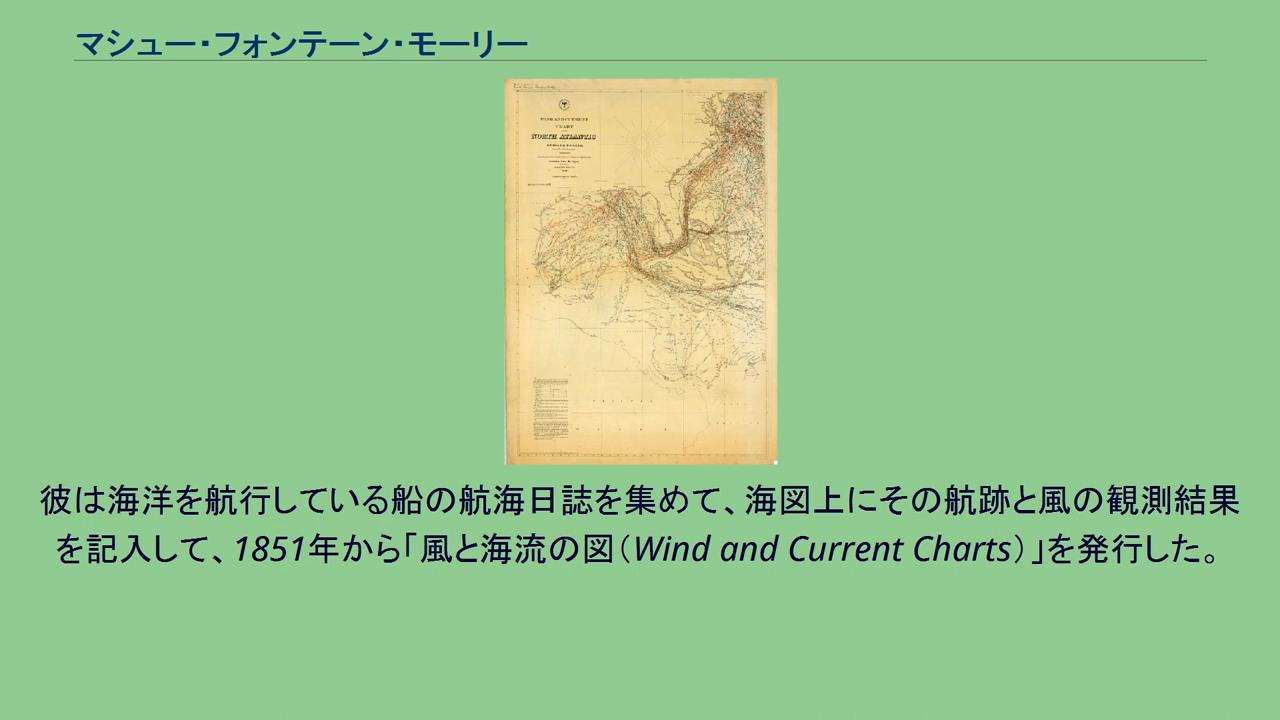 マシュー・フォンテーン・モーリー
WIND AND CURRENT
CHART
NORTH ATLANTIC
彼は海洋を航行している船の航海日誌を集めて、海図上にその航跡と風の観測結果
を記入して、1851年から「風と海流の図（Wind and Current Charts）」を発行した。